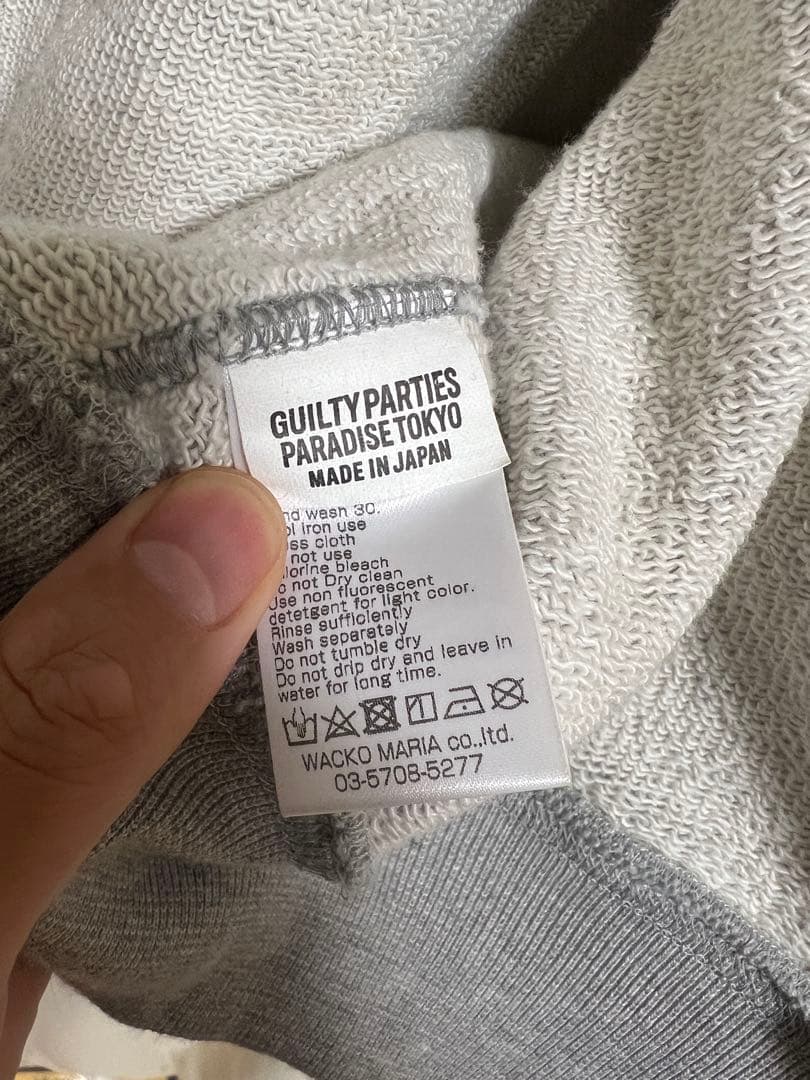 GUILTY PARTIES
PARADISE TOKYO
MADE IN JAPAN
wash 30.
iron use
cloth
not use
bleach
not Dry clean
Use non fluorescent
detetgent for light color.
Rinse sufficiently
Wash separately
Do not tumble dry
Do not drip dry and leave in
water for long time.
WACKO MARIA co.,ltd.
03-5708-5277